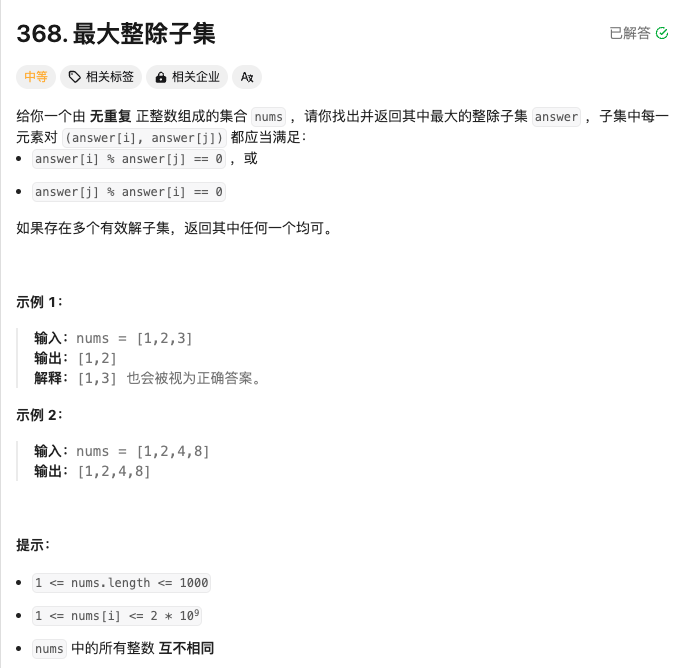 368. 最大整除子集
已解答
中等 相关标签 相关企业 Aす
给你一个由 无重复 正整数组成的集合 nums ，请你找出并返回其中最大的整除子集 answer ，子集中每一
元素对 (answer[i], answer[j]) 都应当满足：
• answer[i] % answer[j] == 0 ，或
• answer[j] % answer[i] == 0
如果存在多个有效解子集，返回其中任何一个均可。
示例 1：
输入：nums = [1,2,3]
输出：[1,2]
解释：[1,3] 也会被视为正确答案。
示例 2：
输入：nums = [1,2,4,8]
输出：[1,2,4,8]
提示：
• 1 <= nums.length <= 1000
• 1 <= nums[i] <= 2 * 10⁹
• nums 中的所有整数 互不相同